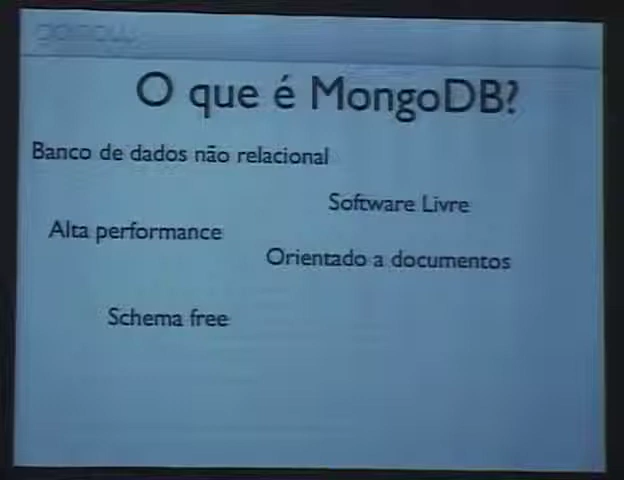 O que é MongoDB?
Banco de dados não relacional
Software Livre
Alta performance
Orientado a documentos
Schema free